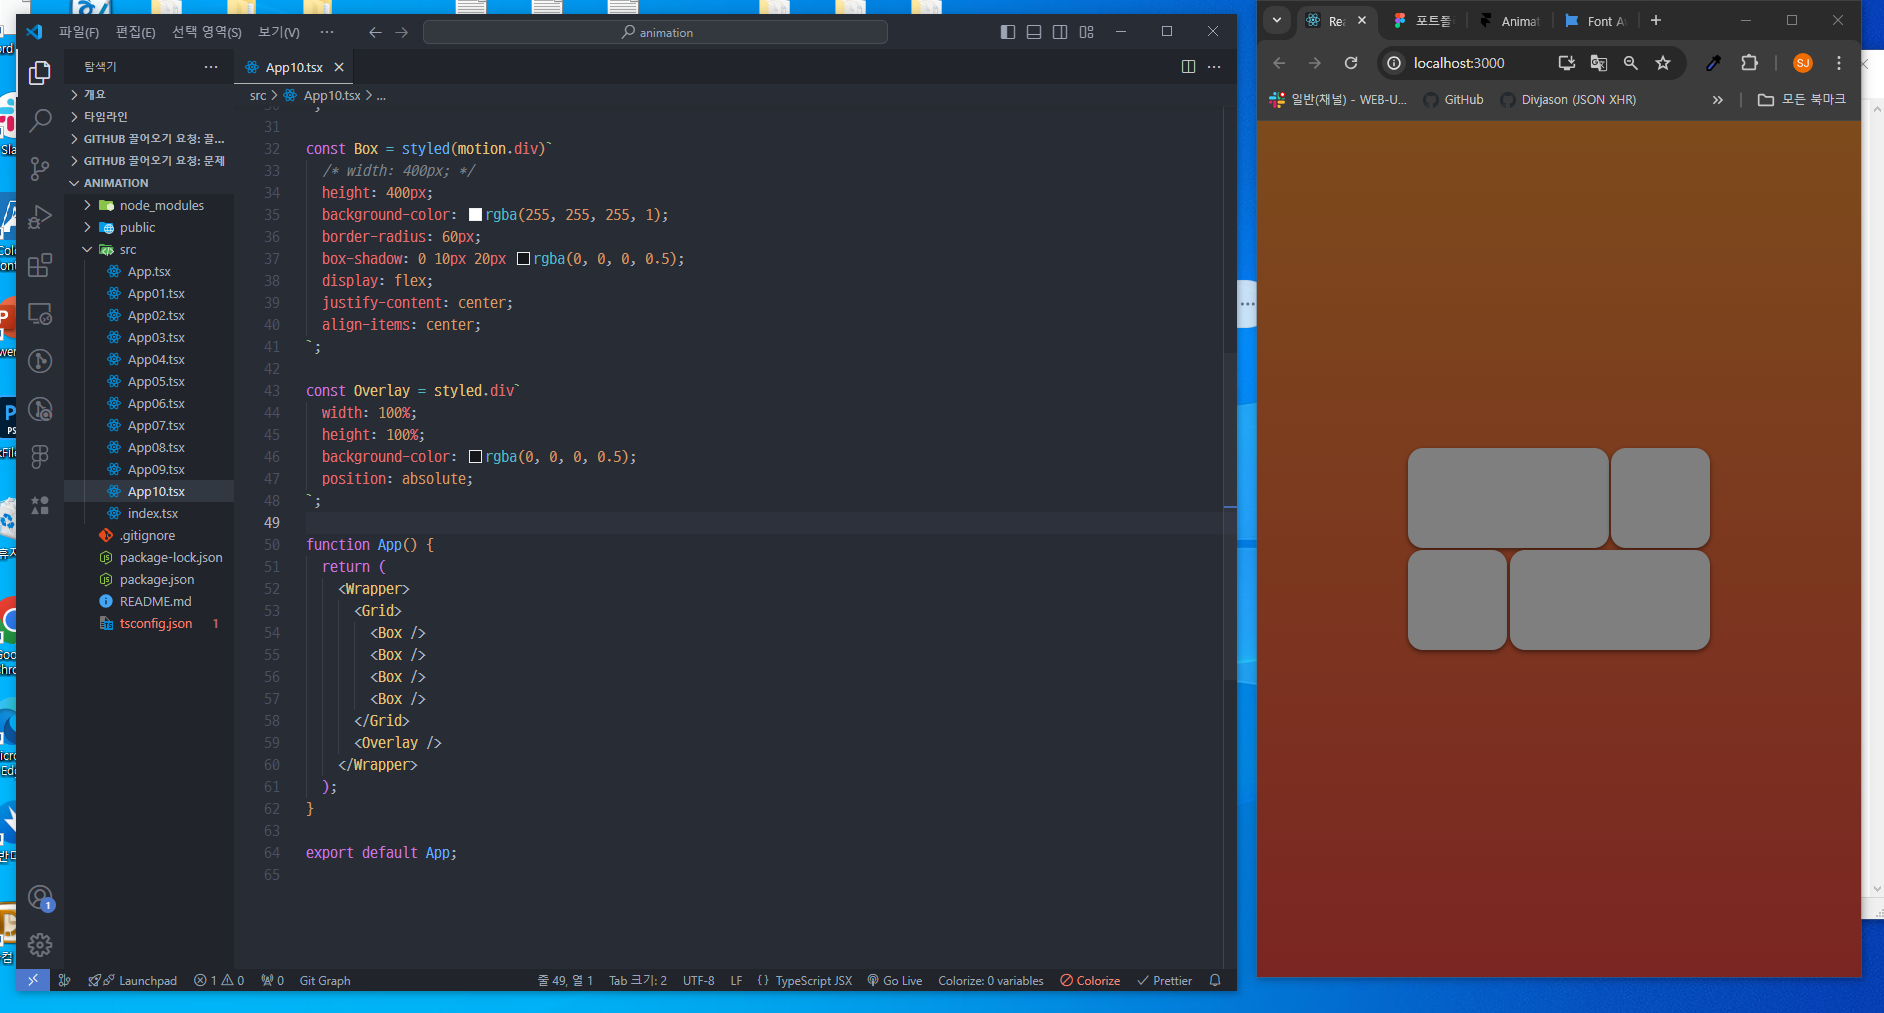 파일(F) 편집(E) 선택 영역(S) 보기(V) ··· animation
탐색기 ···
개요
타임라인
GITHUB 끌어오기 요청: 끌...
GITHUB 끌어오기 요청: 문제
ANIMATION
node_modules
public
src
App.tsx
App01.tsx
App02.tsx
App03.tsx
App04.tsx
App05.tsx
App06.tsx
App07.tsx
App08.tsx
App09.tsx
App10.tsx
index.tsx
.gitignore
package-lock.json
package.json
README.md
tsconfig.json 1
App10.tsx
src > App10.tsx > ...
31
32 const Box = styled(motion.div)`
33 /* width: 400px; */
34 height: 400px;
35 background-color: rgba(255, 255, 255, 1);
36 border-radius: 60px;
37 box-shadow: 0 10px 20px rgba(0, 0, 0, 0.5);
38 display: flex;
39 justify-content: center;
40 align-items: center;
41 `;
42
43 const Overlay = styled.div`
44 width: 100%;
45 height: 100%;
46 background-color: rgba(0, 0, 0, 0.5);
47 position: absolute;
48 `;
49
50 function App() {
51 return (
52 <Wrapper>
53 <Grid>
54 <Box />
55 <Box />
56 <Box />
57 <Box />
58 </Grid>
59 <Overlay />
60 </Wrapper>
61 );
62 }
63
64 export default App;
65
1
Launchpad 1 0 0 Git Graph 줄 49, 열 1 Tab 크기: 2 UTF-8 LF { } TypeScript JSX Go Live Colorize: 0 variables Colorize Prettier
Rea 포트폴 Animat Font A
localhost:3000 SJ
일반(채널) - WEB-U... GitHub Divjason (JSON XHR) » 모든 북마크